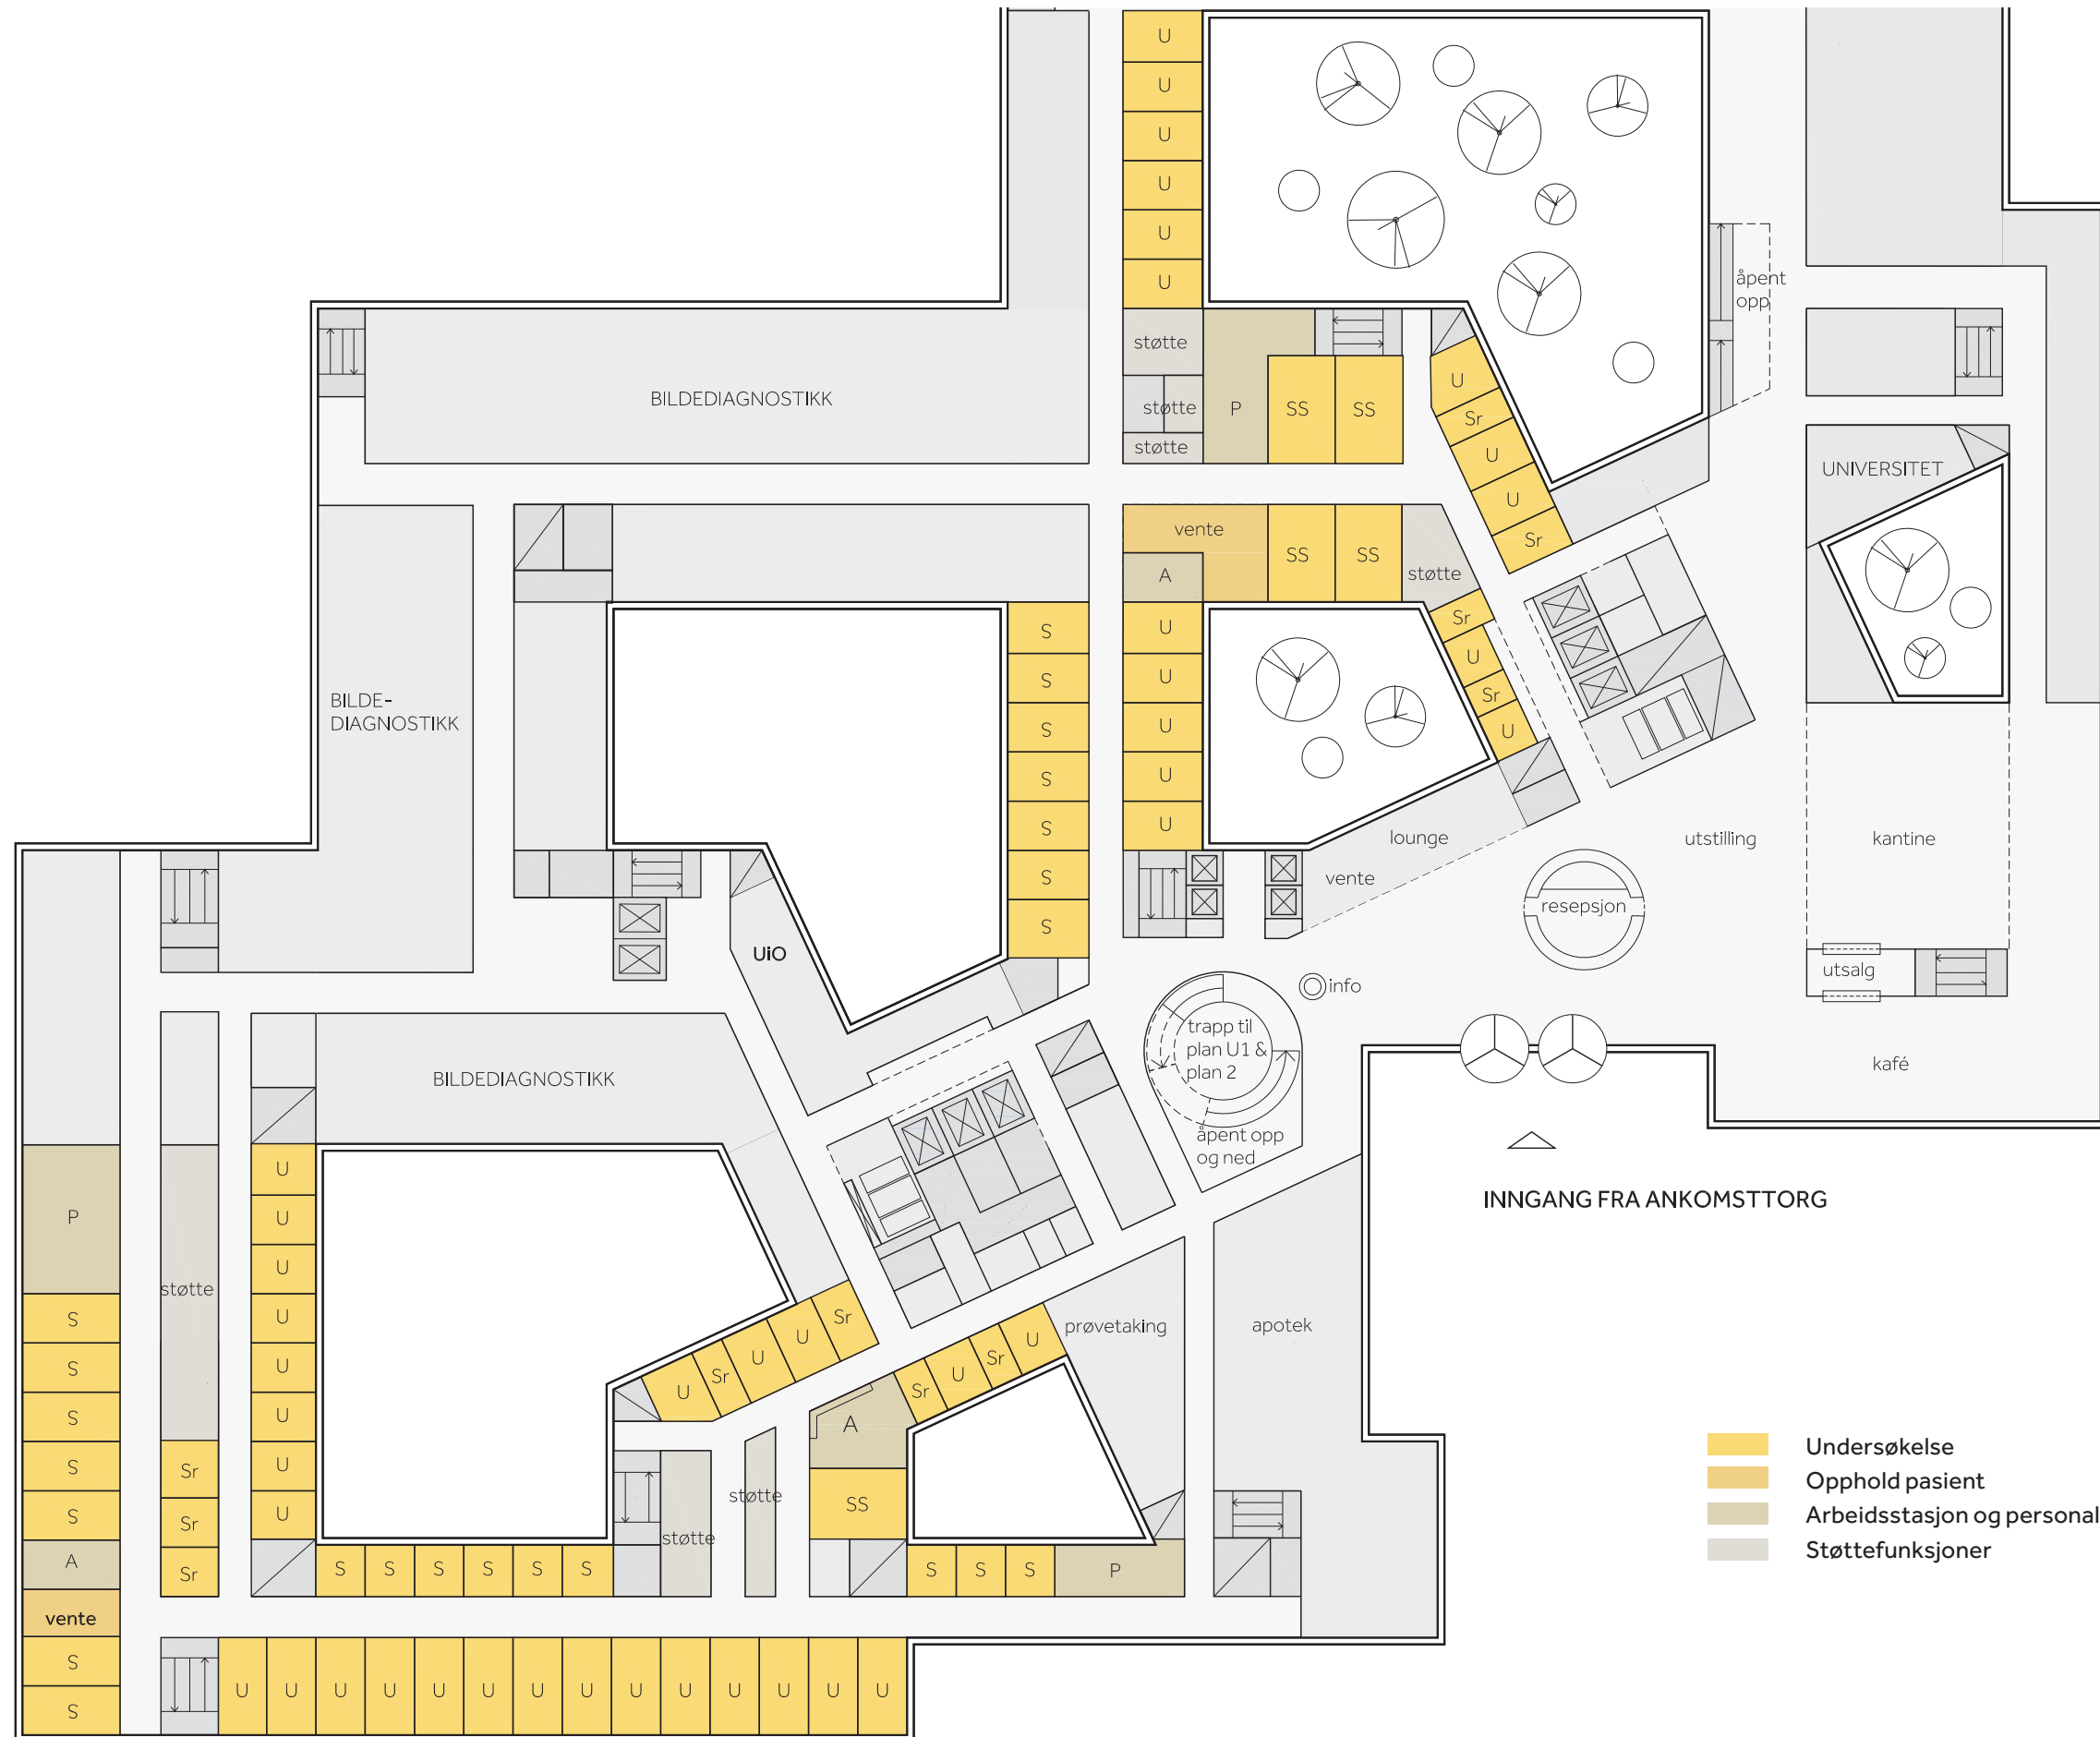 U
U
U
U
U
U
åpent
opp
støtte
støtte
støtte
P
SS
SS
U
Sr
U
U
Sr
BILDEDIAGNOSTIKK
UNIVERSITET
vente
A
SS
SS
støtte
Sr
U
Sr
U
U
U
U
U
U
S
S
S
S
S
S
S
BILDE-
DIAGNOSTIKK
lounge
vente
utstilling
kantine
resepsjon
UiO
utsalg
info
trapp til
plan U1 &
plan 2
åpent opp
og ned
kafé
BILDEDIAGNOSTIKK
INNGANG FRA ANKOMSTTORG
P
støtte
U
U
U
U
U
U
U
U
S
S
S
S
S
A
vente
S
S
Sr
Sr
Sr
U
Sr
U
U
Sr
Sr
U
Sr
U
prøvetaking
apotek
A
SS
støtte
støtte
S
S
S
S
S
S
S
S
S
P
U
U
U
U
U
U
U
U
U
U
U
U
U
U
Undersøkelse
Opphold pasient
Arbeidsstasjon og personal
Støttefunksjoner